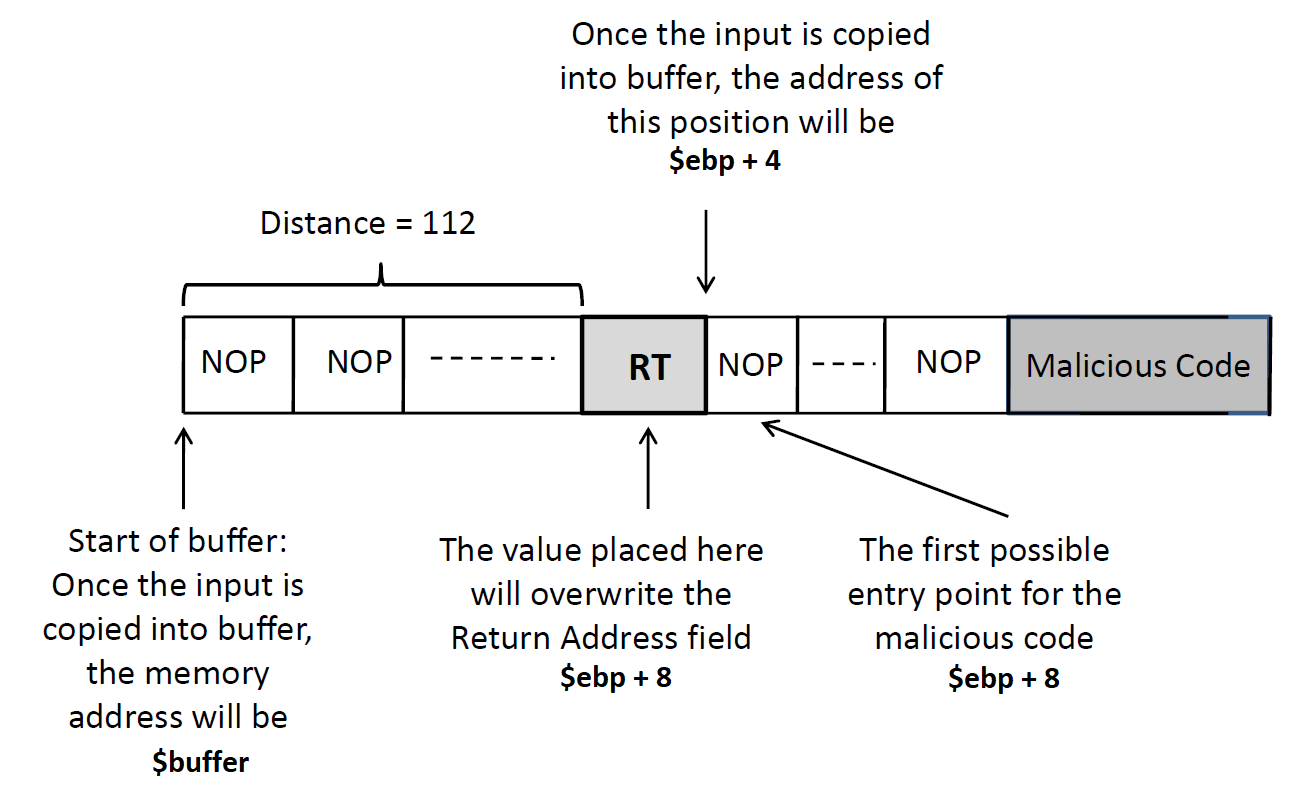 Once the input is copied
into buffer, the address of
this position will be
$ebp + 4
Distance = 112
NOP
NOP
RT
NOP
NOP
Malicious Code
Start of buffer:
Once the input is
copied into buffer,
the memory
address will be
$buffer
The value placed here
will overwrite the
Return Address field
$ebp + 8
The first possible
entry point for the
malicious code
$ebp + 8